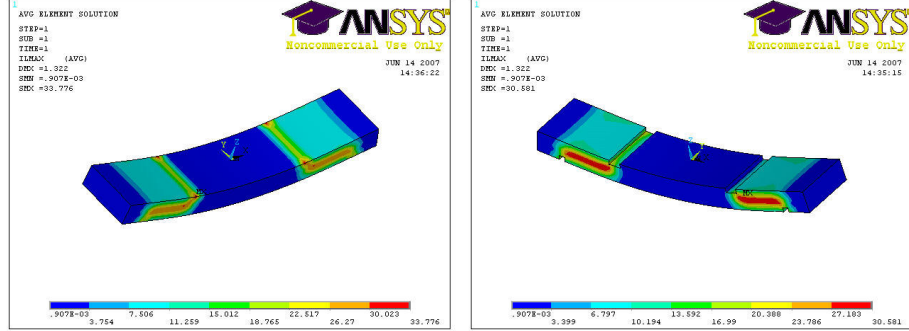 1
AVG ELEMENT SOLUTION
STEP=1
SUB =1
TIME=1
ILMAX (AVG)
DMX =1.322
SMN =.907E-03
SMX =33.776
ANSYS
Noncommercial Use Only
JUN 14 2007
14:36:22
Y Z
MX
.907E-03 7.506 15.012 22.517 30.023
3.754 11.259 18.765 26.27 33.776
1
AVG ELEMENT SOLUTION
STEP=1
SUB =1
TIME=1
ILMAX (AVG)
DMX =1.322
SMN =.907E-03
SMX =30.581
ANSYS
Noncommercial Use Only
JUN 14 2007
14:35:15
Z
Y
MX
.907E-03 6.797 13.592 20.388 27.183
3.399 10.194 16.99 23.786 30.581